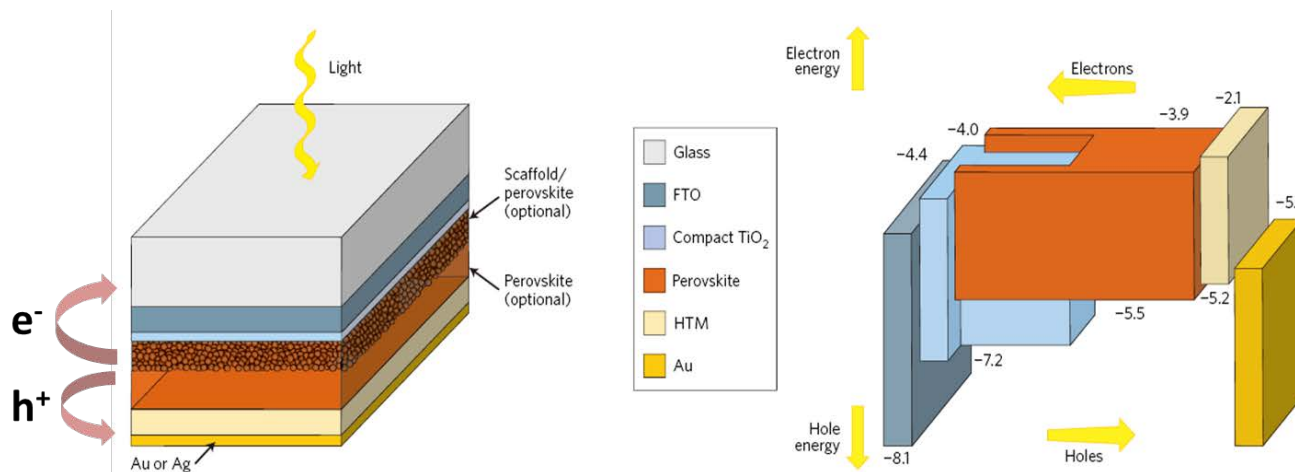 Light
Scaffold/
perovskite
(optional)
Perovskite
(optional)
e-
h+
Au or Ag
Glass
FTO
Compact TiO2
Perovskite
HTM
Au
Electron
energy
Electrons
−2.1
−3.9
−4.0
−4.4
−5.2
−5.5
−7.2
Hole
energy
Holes
−8.1